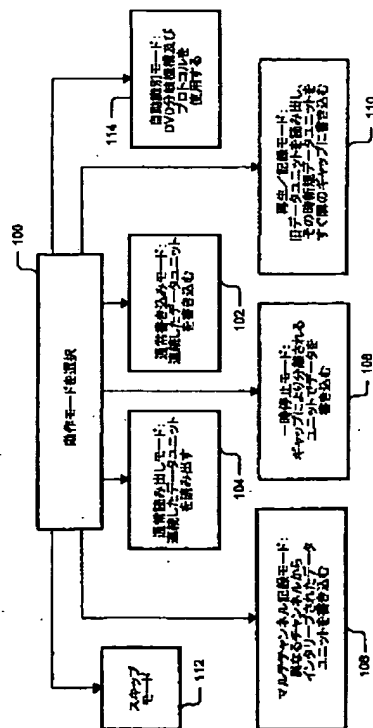 100
動作モードを選択
スキップ
モード
112
通常読み出しモード:
連続したデータユニット
を読み出す
104
通常書き込みモード:
連続したデータユニット
を書き込む
102
自動識別モード:
DVD分離機構及び
プロトコルを
使用する
114
マルチチャンネル記録モード:
異なるチャンネルから
インタリーブされたデータ
ユニットを書き込む
106
一時停止モード:
ギャップにより分離される
ユニットでデータを
書き込む
108
再生/記録モード:
旧データユニットを読み出し、
その時新規データユニットを
すぐ隣のギャップに書き込む
110